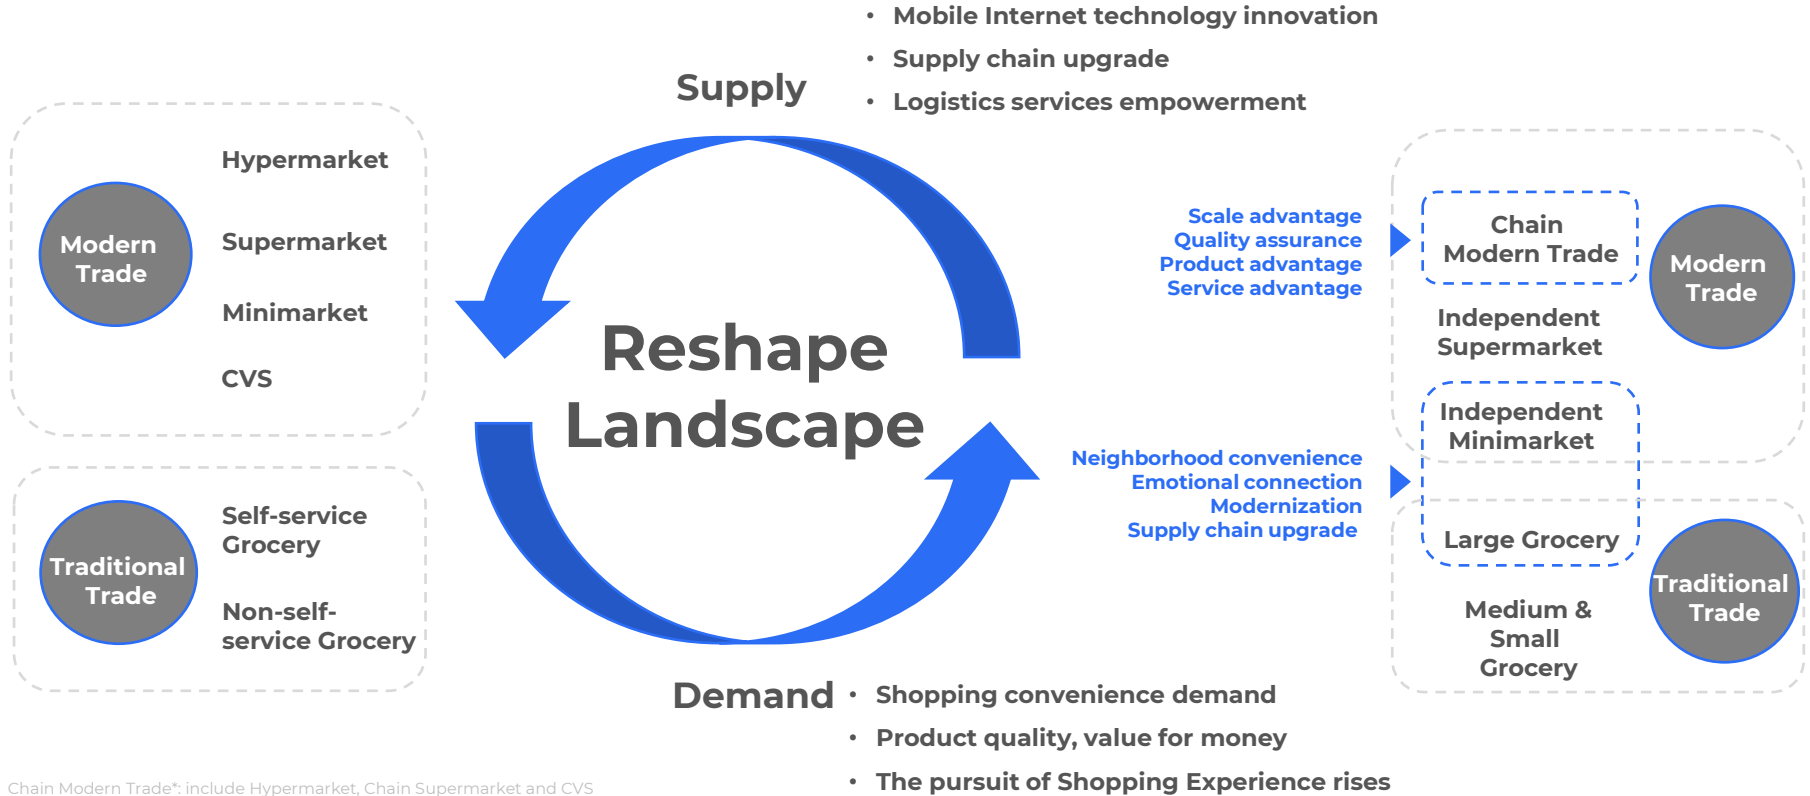 Supply
• Mobile Internet technology innovation
• Supply chain upgrade
• Logistics services empowerment
Modern
Trade
Hypermarket
Supermarket
Minimarket
CVS
Traditional
Trade
Self-service
Grocery
Non-self-
service Grocery
Reshape
Landscape
Scale advantage
Quality assurance
Product advantage
Service advantage
Chain
Modern Trade
Independent
Supermarket
Modern
Trade
Independent
Minimarket
Neighborhood convenience
Emotional connection
Modernization
Supply chain upgrade
Large Grocery
Medium &
Small
Grocery
Traditional
Trade
Demand
• Shopping convenience demand
• Product quality, value for money
• The pursuit of Shopping Experience rises
Chain Modern Trade*: include Hypermarket, Chain Supermarket and CVS